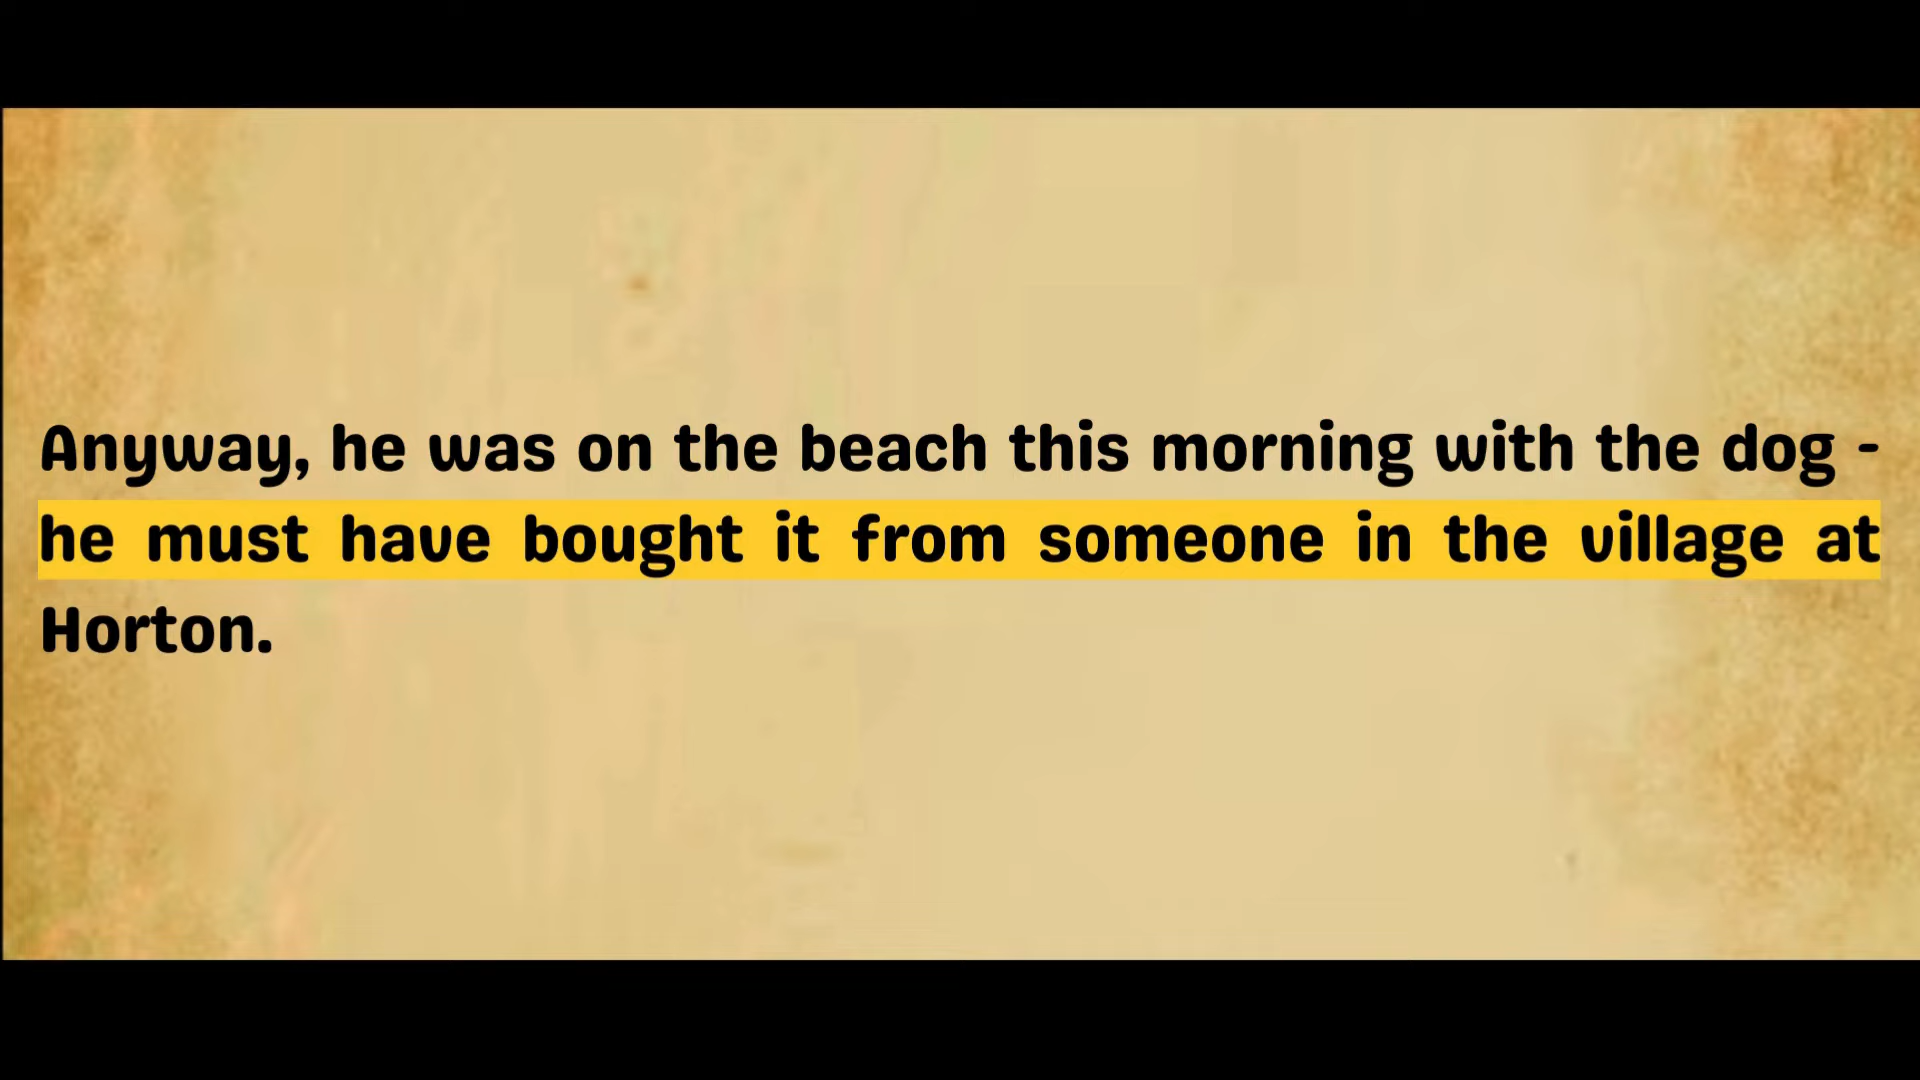 Anyway, he was on the beach this morning with the dog -
he must have bought it from someone in the village at
Horton.